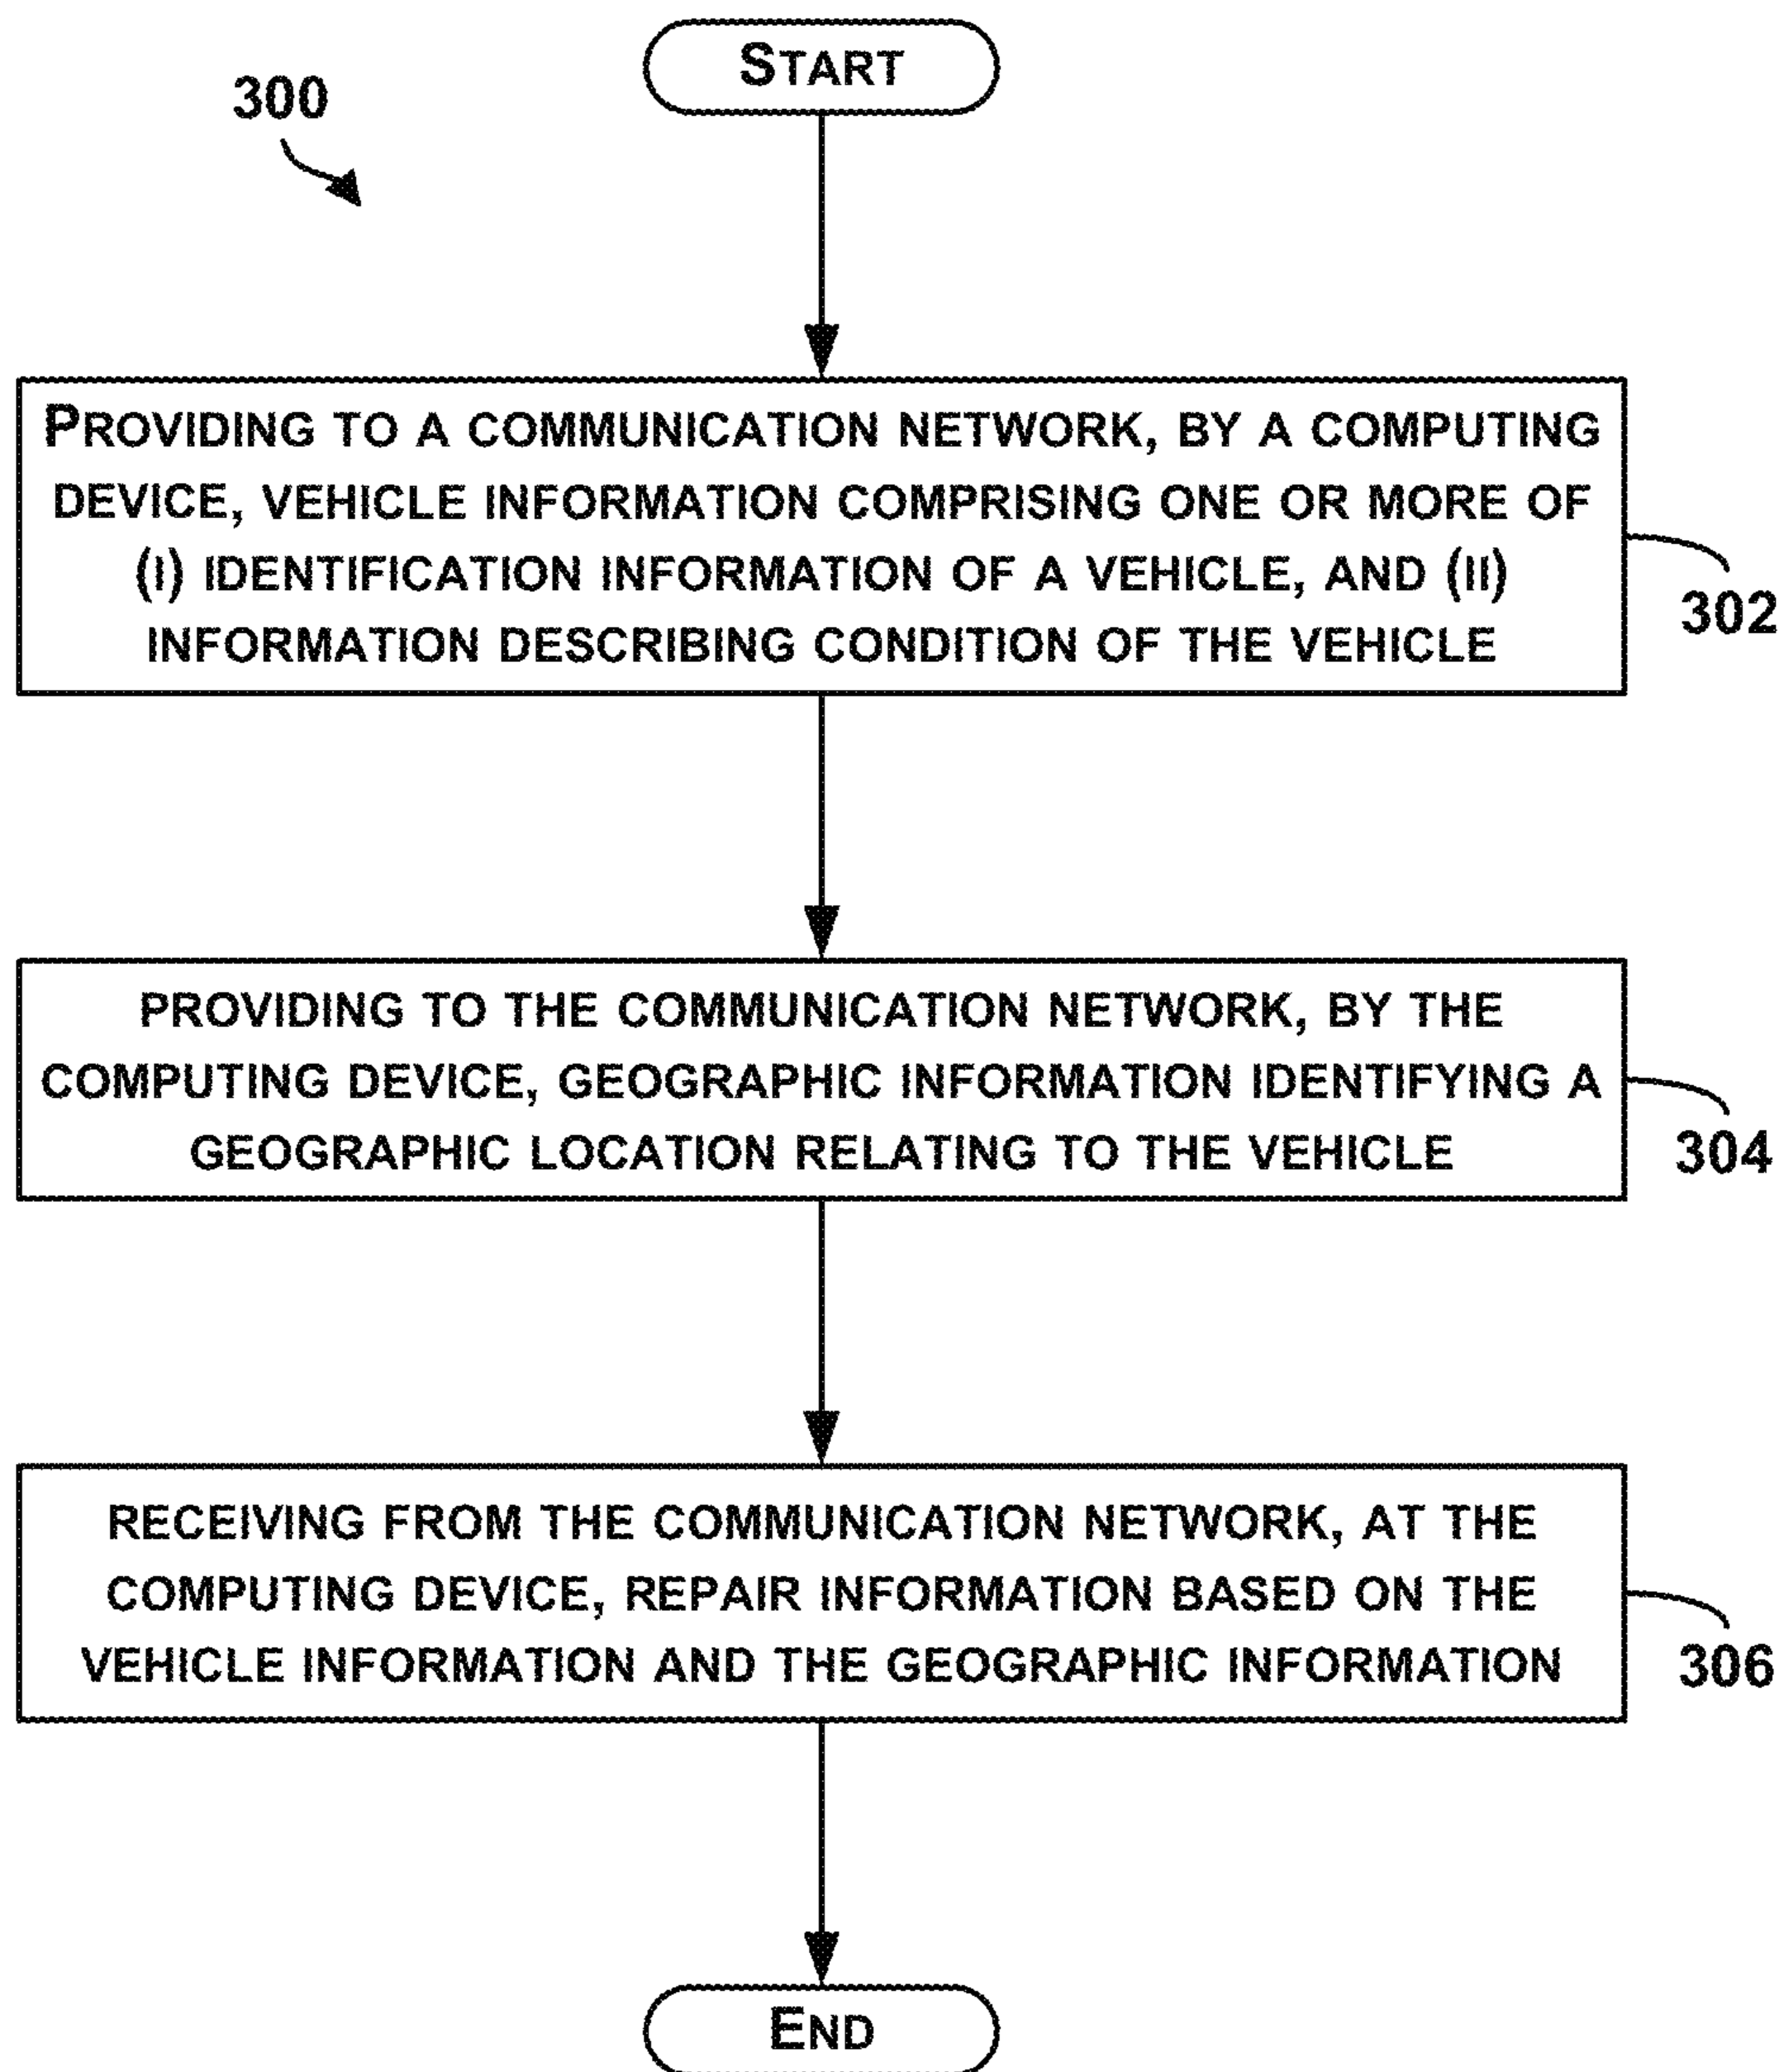 START
300
PROVIDING TO A COMMUNICATION NETWORK, BY A COMPUTING
DEVICE, VEHICLE INFORMATION COMPRISING ONE OR MORE OF
(I) IDENTIFICATION INFORMATION OF A VEHICLE, AND (II)
INFORMATION DESCRIBING CONDITION OF THE VEHICLE
302
PROVIDING TO THE COMMUNICATION NETWORK, BY THE
COMPUTING DEVICE, GEOGRAPHIC INFORMATION IDENTIFYING A
GEOGRAPHIC LOCATION RELATING TO THE VEHICLE
304
RECEIVING FROM THE COMMUNICATION NETWORK, AT THE
COMPUTING DEVICE, REPAIR INFORMATION BASED ON THE
VEHICLE INFORMATION AND THE GEOGRAPHIC INFORMATION
306
END